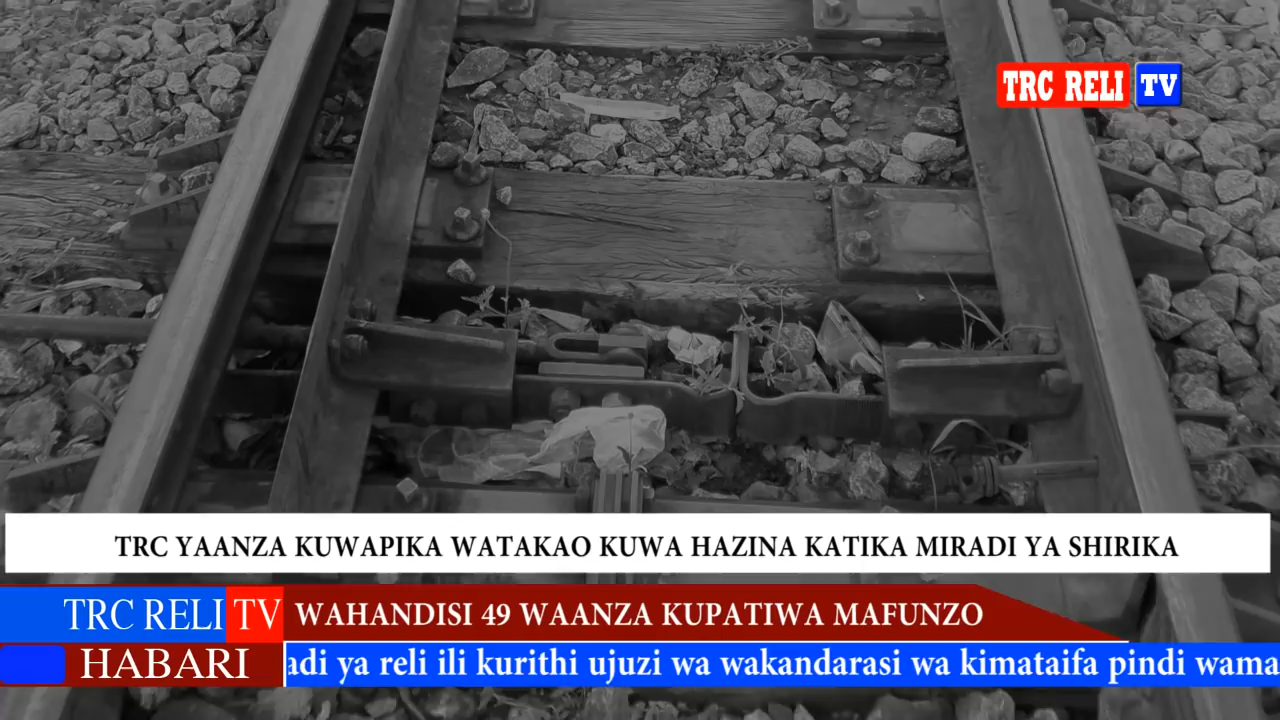 TRC RELI TV
TRC YAANZA KUWAPIKA WATAKAO KUWA HAZINA KATIKA MIRADI YA SHIRIKA
TRC RELI TV WAHANDISI 49 WAANZA KUPATIWA MAFUNZO
HABARI adi ya reli ili kurithi ujuzi wa wakandarasi wa kimataifa pindi wama